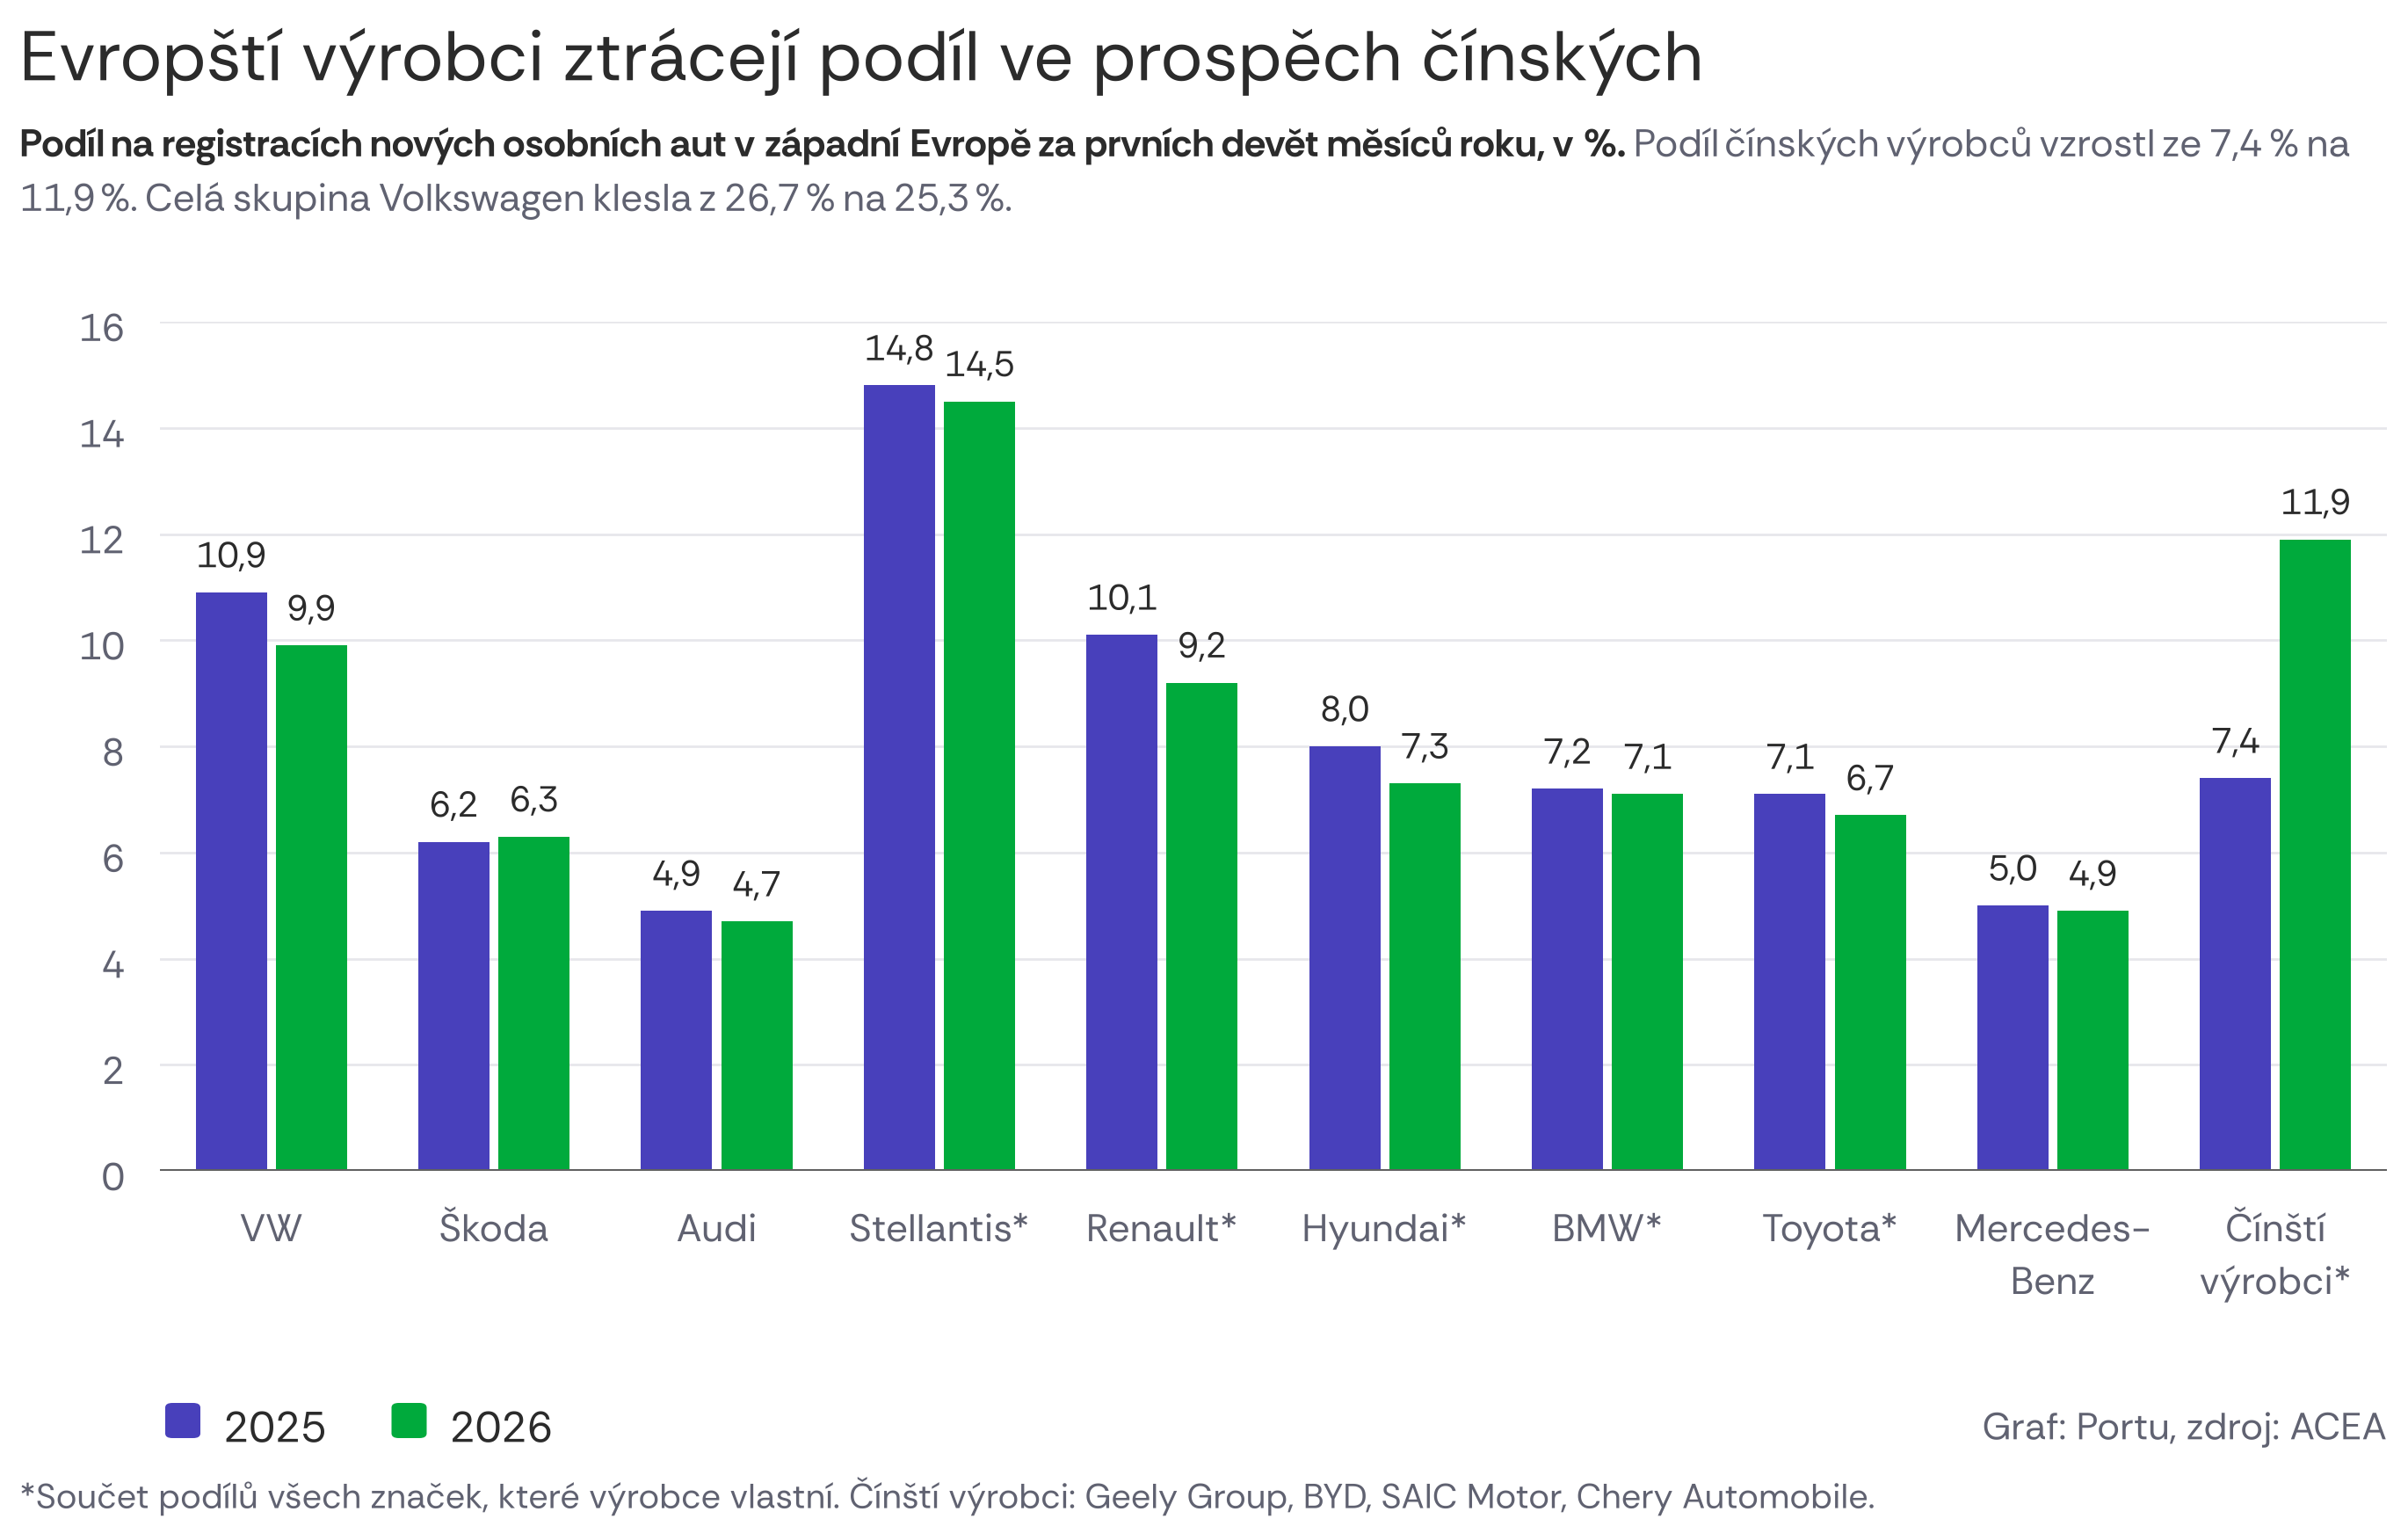 Evropští výrobci ztrácejí podíl ve prospěch čínských
Podíl na registracích nových osobních aut v západní Evropě za prvních devět měsíců roku, v %. Podíl čínských výrobců vzrostl ze 7,4 % na
11,9 %. Celá skupina Volkswagen klesla z 26,7 % na 25,3 %.
16
14
12
10
8
6
4
2
0
10,9
9,9
6,2
6,3
4,9
4,7
14,8
14,5
10,1
9,2
8,0
7,3
7,2
7,1
7,1
6,7
5,0
4,9
7,4
11,9
VW
Škoda
Audi
Stellantis*
Renault*
Hyundai*
BMW*
Toyota*
Mercedes-
Benz
Čínští
výrobci*
2025
2026
Graf: Portu, zdroj: ACEA
*Součet podílů všech značek, které výrobce vlastní. Čínští výrobci: Geely Group, BYD, SAIC Motor, Chery Automobile.